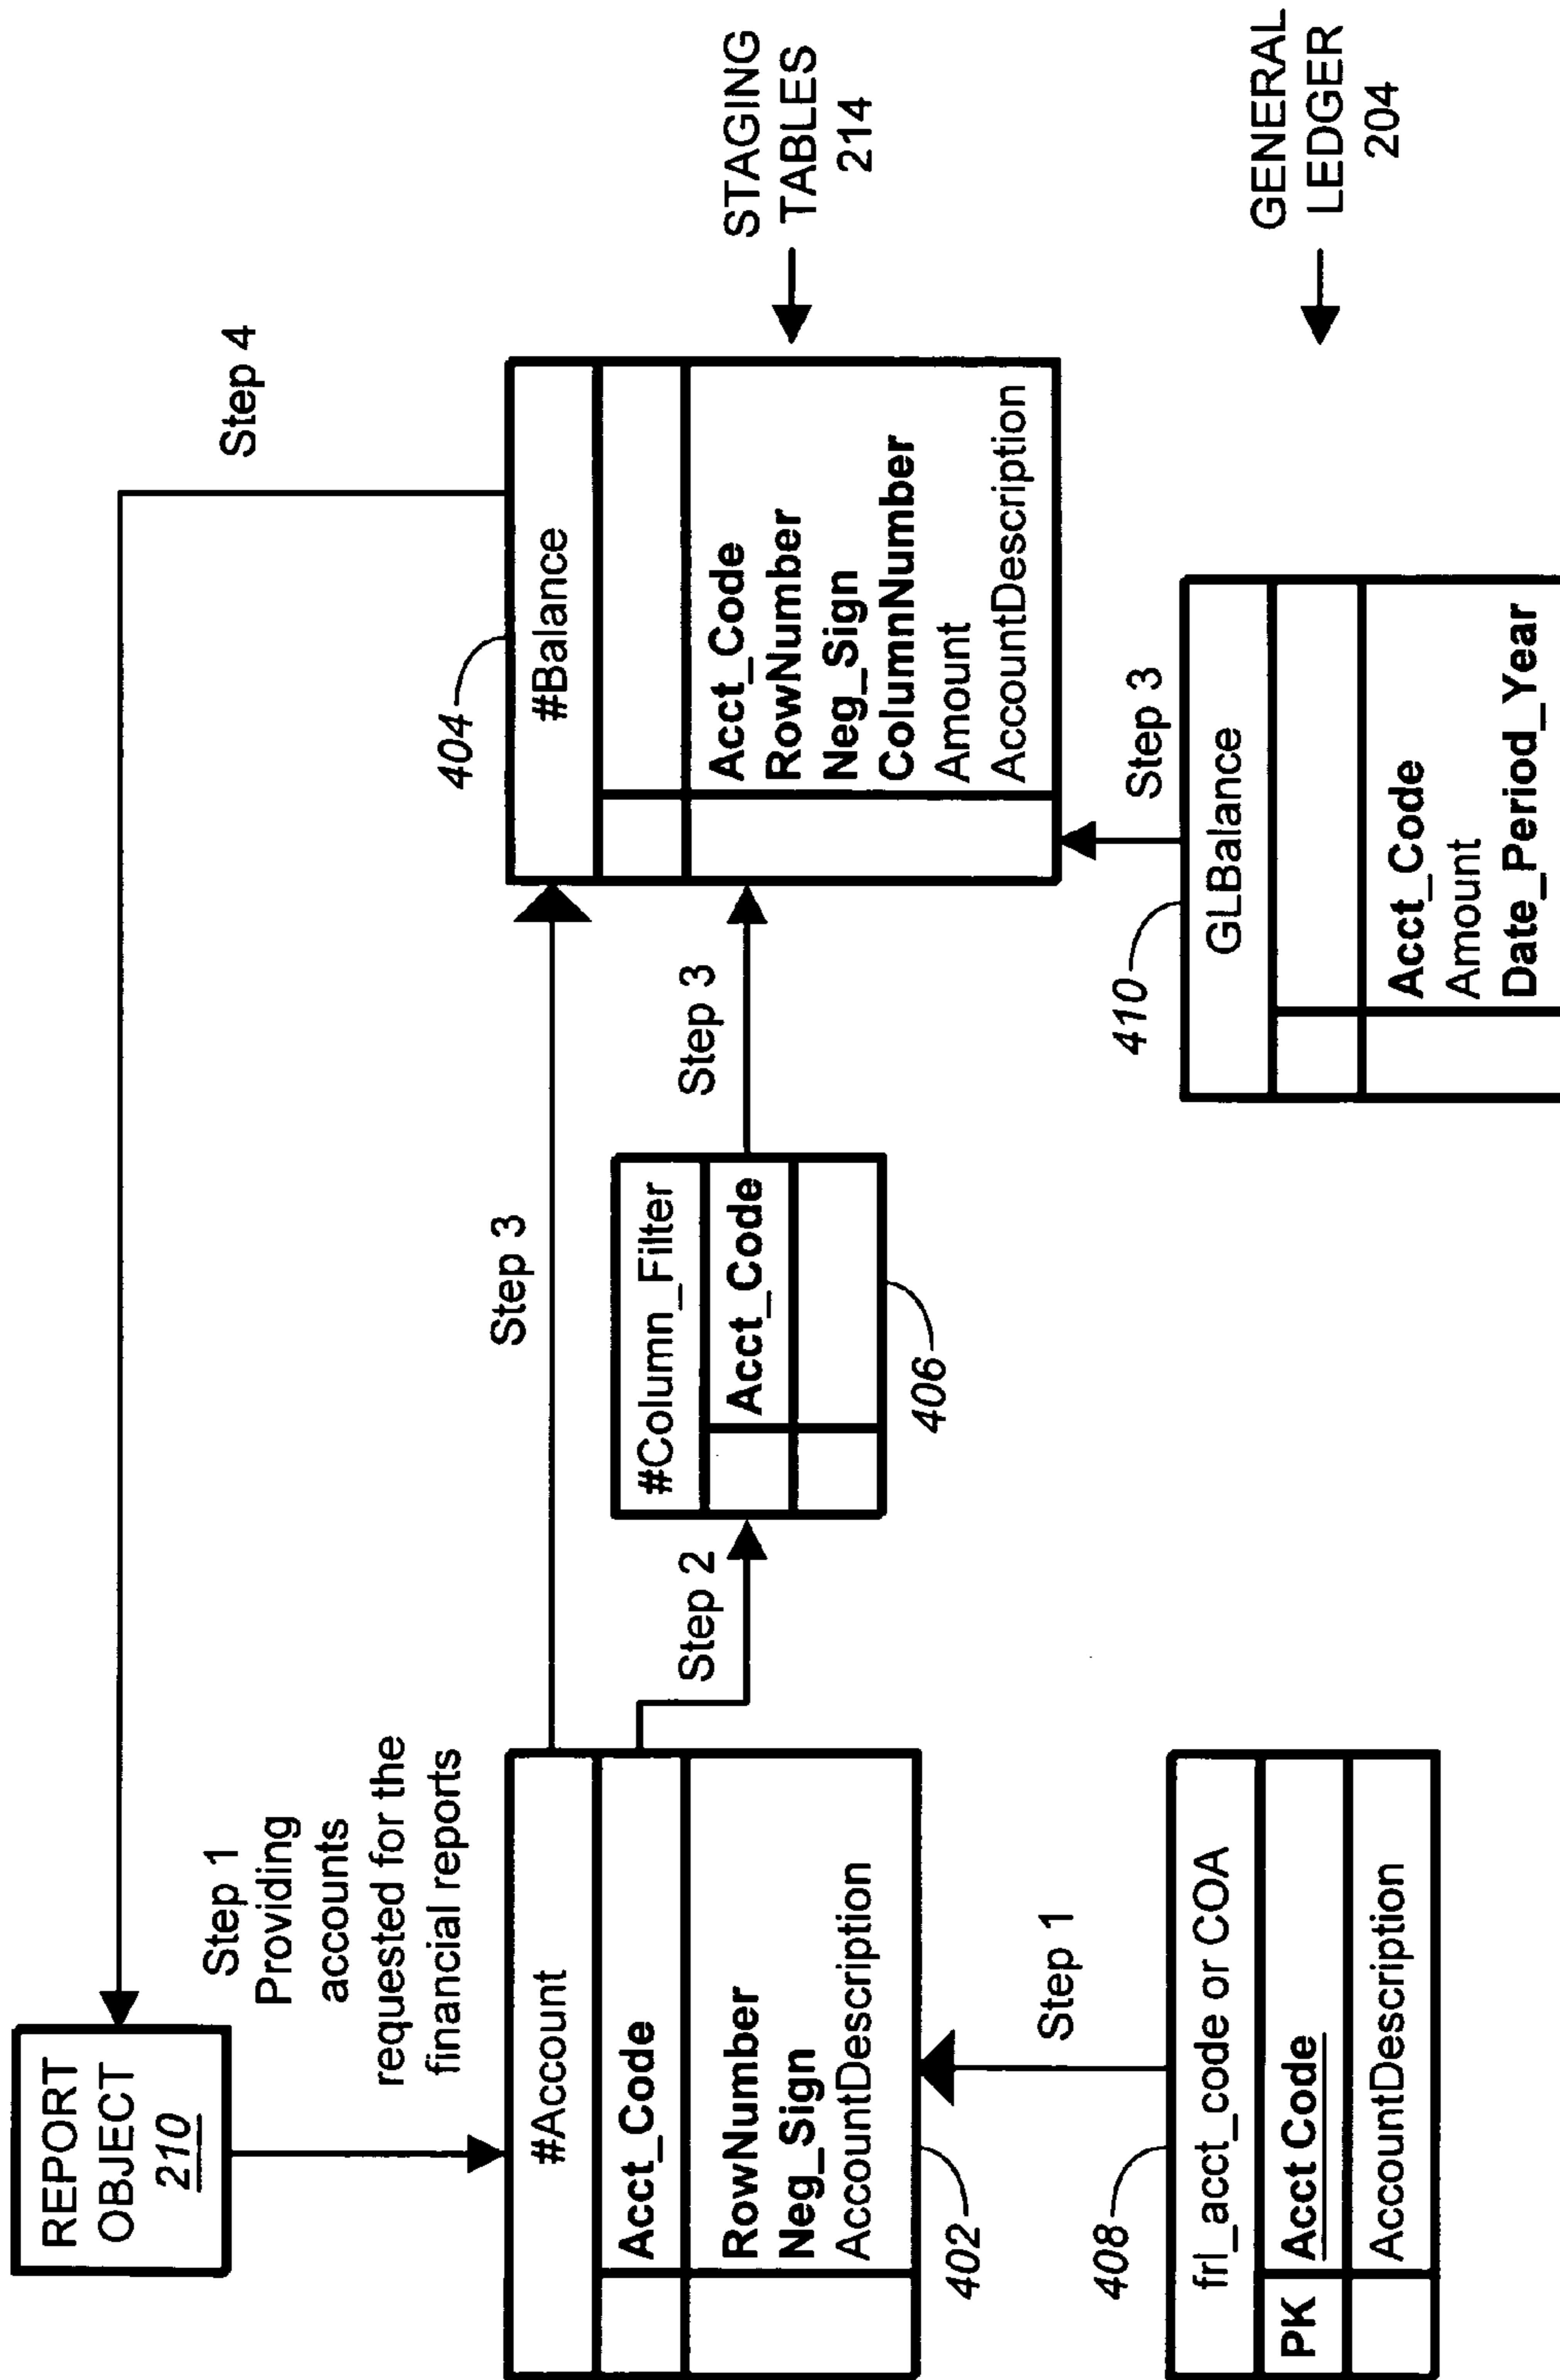 REPORT
OBJECT
210
Step 1
Providing
accounts
requested for the
financial reports
Step 4
#Account
Acct_Code
RowNumber
Neg_Sign
AccountDescription
402
Step 3
Step 2
#Column_Filter
Acct_Code
406
Step 3
404
#Balance
Acct_Code
RowNumber
Neg_Sign
ColumnNumber
Amount
AccountDescription
STAGING
TABLES
214
Step 1
408
frl_acct_code or COA
PK Acct Code
AccountDescription
Step 3
410
GLBalance
Acct_Code
Amount
Date_Period_Year
GENERAL
LEDGER
204